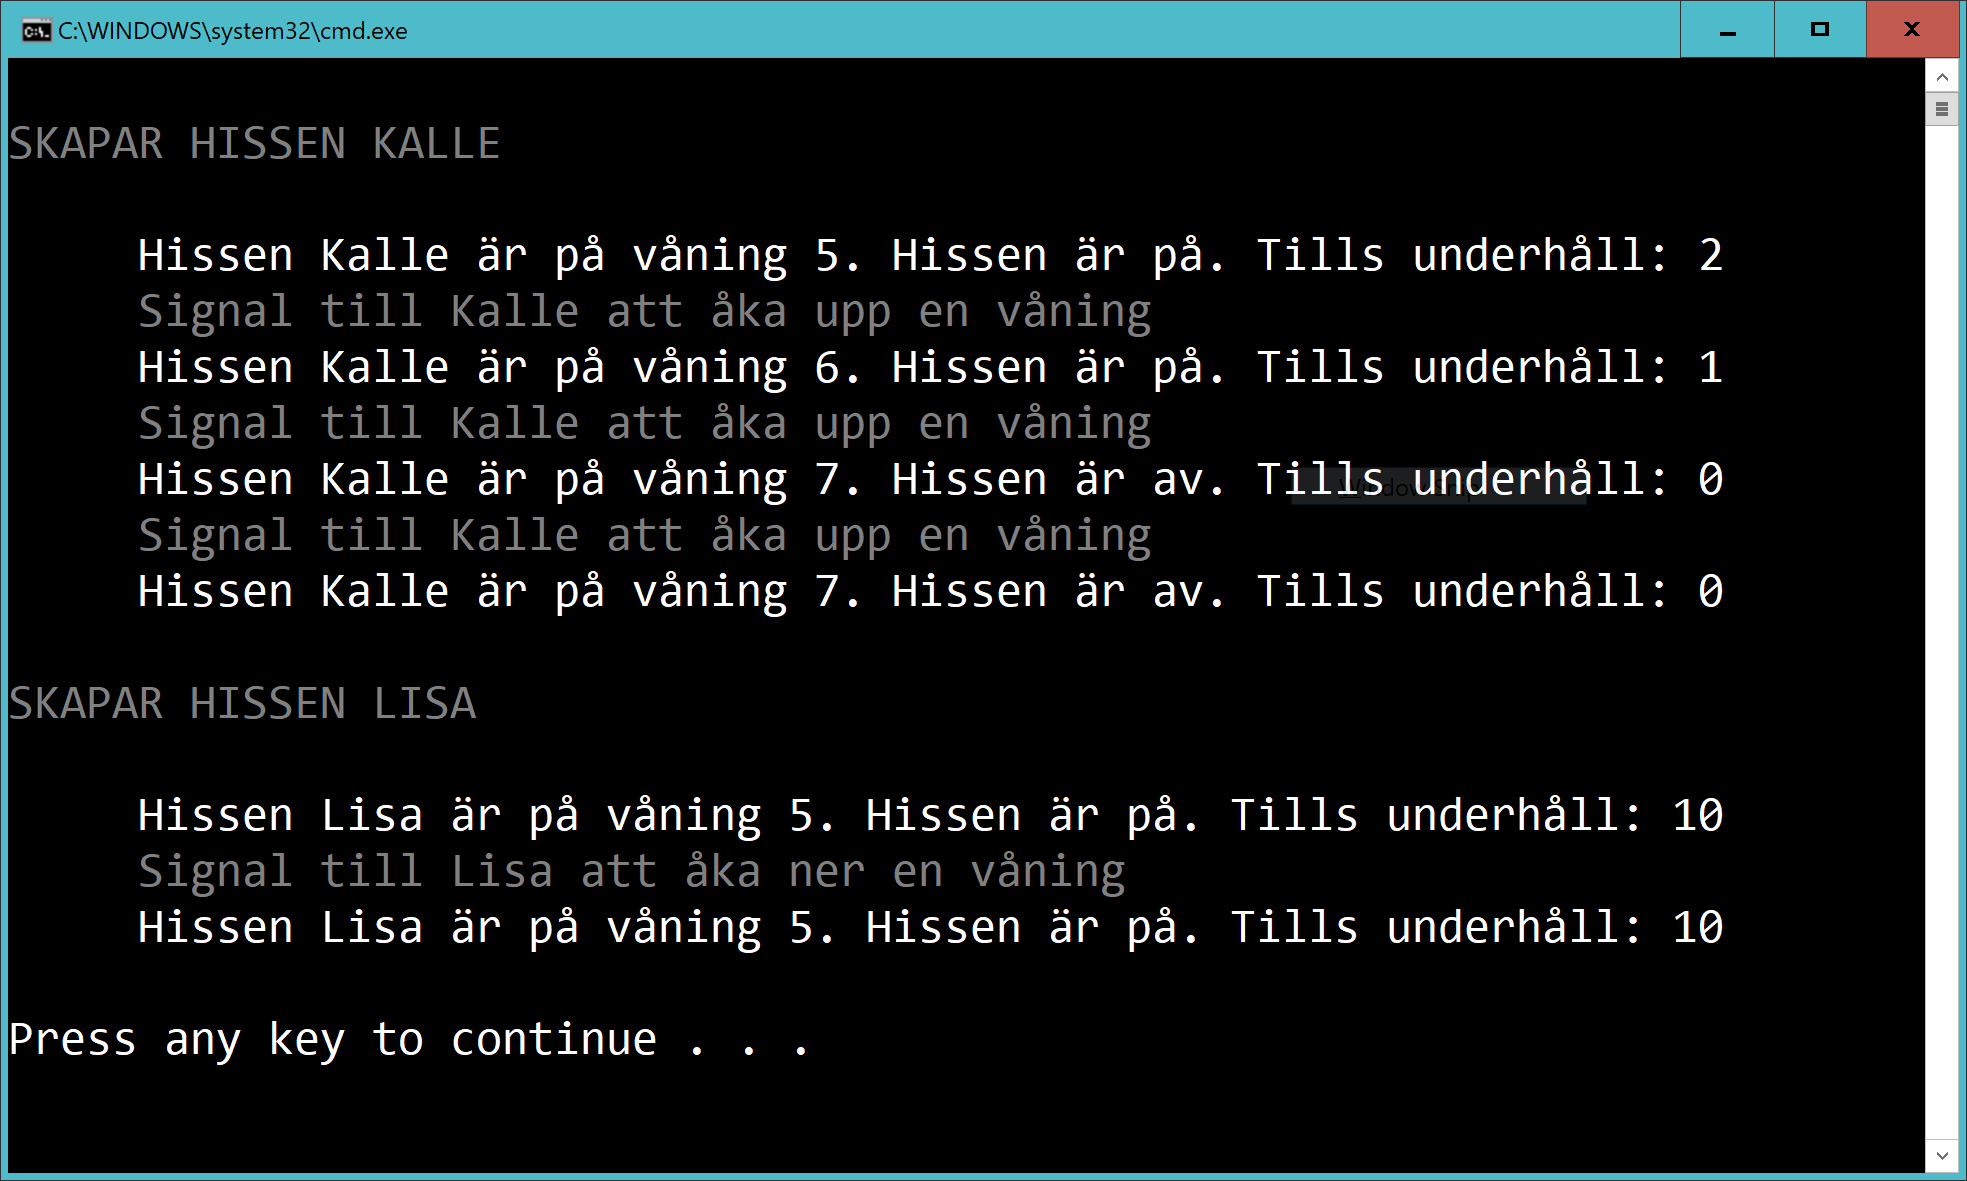 C:\WINDOWS\system32\cmd.exe
SKAPAR HISSEN KALLE
Hissen Kalle är på våning 5. Hissen är på. Tills underhåll: 2
Signal till Kalle att åka upp en våning
Hissen Kalle är på våning 6. Hissen är på. Tills underhåll: 1
Signal till Kalle att åka upp en våning
Hissen Kalle är på våning 7. Hissen är av. Tills underhåll: 0
Window Snip
Signal till Kalle att åka upp en våning
Hissen Kalle är på våning 7. Hissen är av. Tills underhåll: 0
SKAPAR HISSEN LISA
Hissen Lisa är på våning 5. Hissen är på. Tills underhåll: 10
Signal till Lisa att åka ner en våning
Hissen Lisa är på våning 5. Hissen är på. Tills underhåll: 10
Press any key to continue . . .